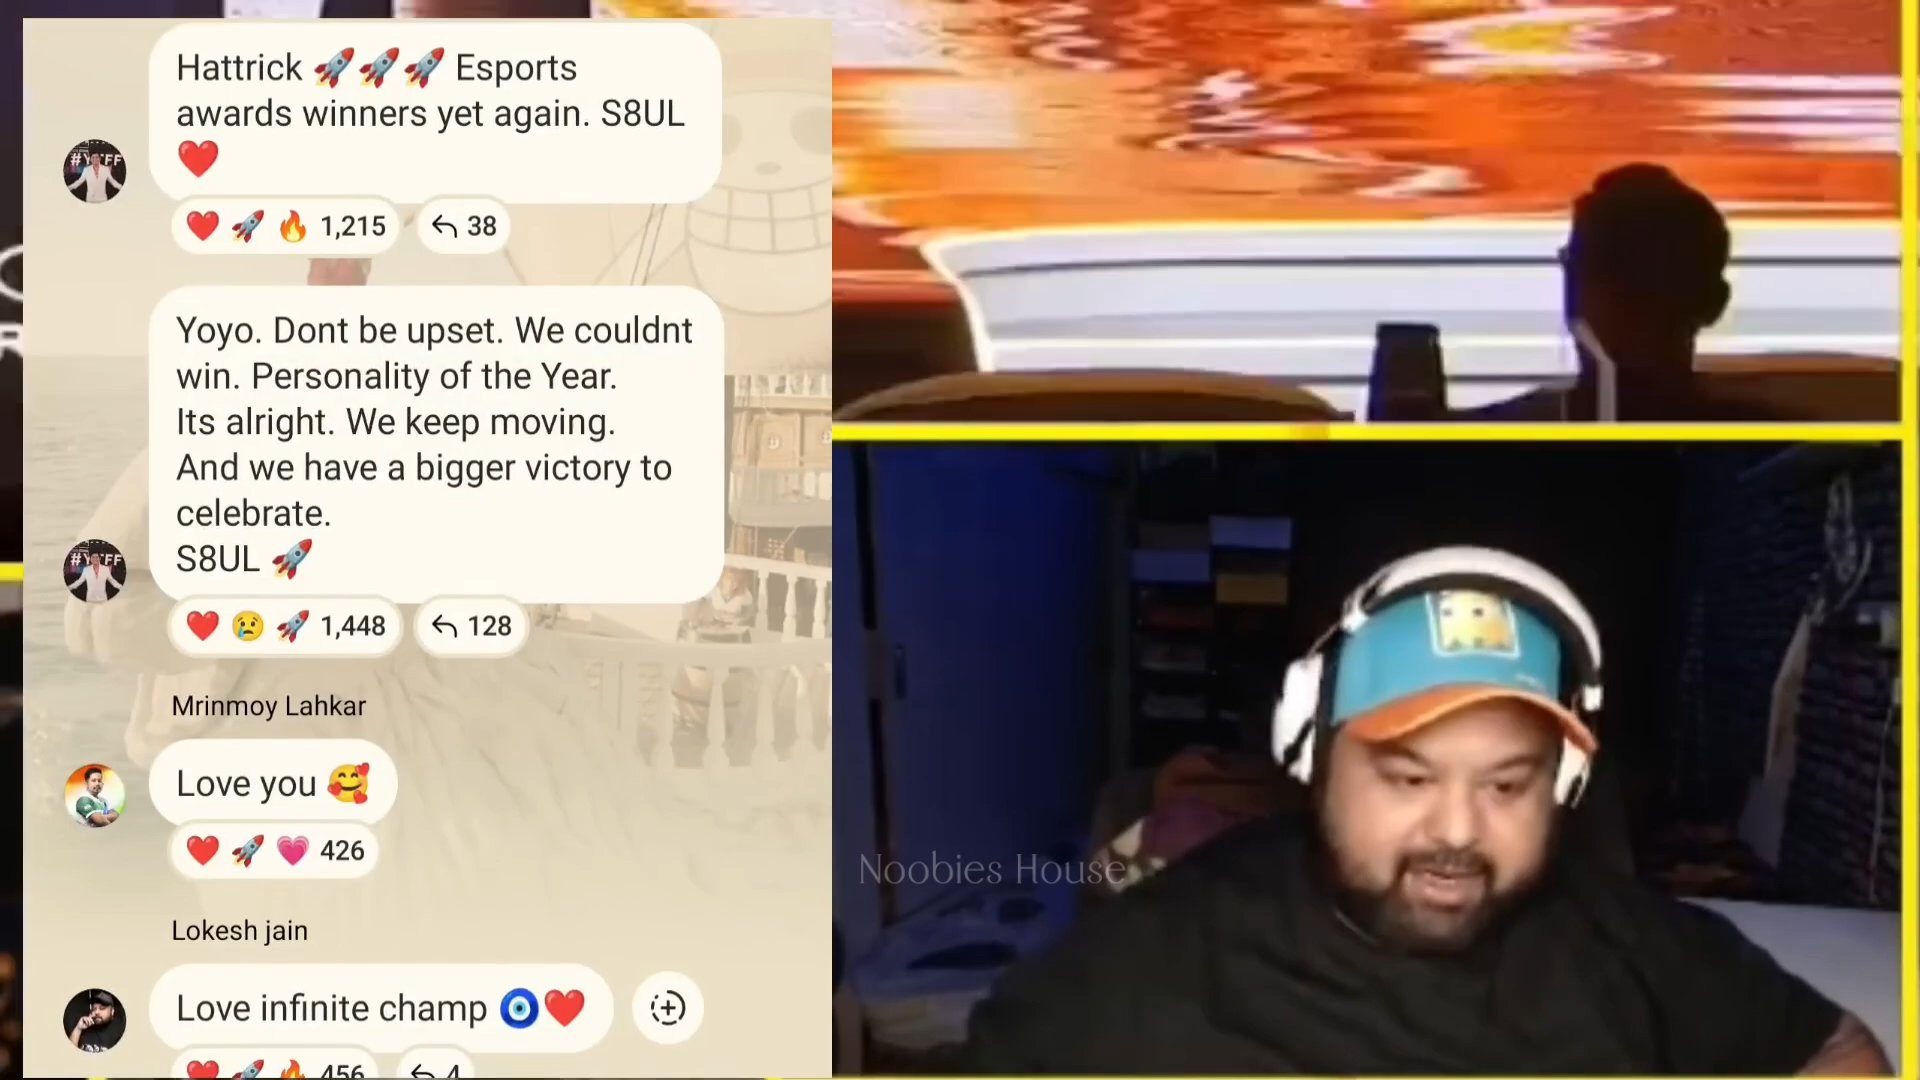 Hattrick 🚀🚀🚀 Esports
awards winners yet again. S8UL
❤️
❤️ 🚀 🔥 1,215 38
Yoyo. Dont be upset. We couldnt
win. Personality of the Year.
Its alright. We keep moving.
And we have a bigger victory to
celebrate.
S8UL 🚀
❤️ 😢 🚀 1,448 128
Mrinmoy Lahkar
Love you 🥰
❤️ 🚀 💗 426
Lokesh jain
Love infinite champ 🧿❤️
❤️ 🚀 🔥 456 4
Noobies House